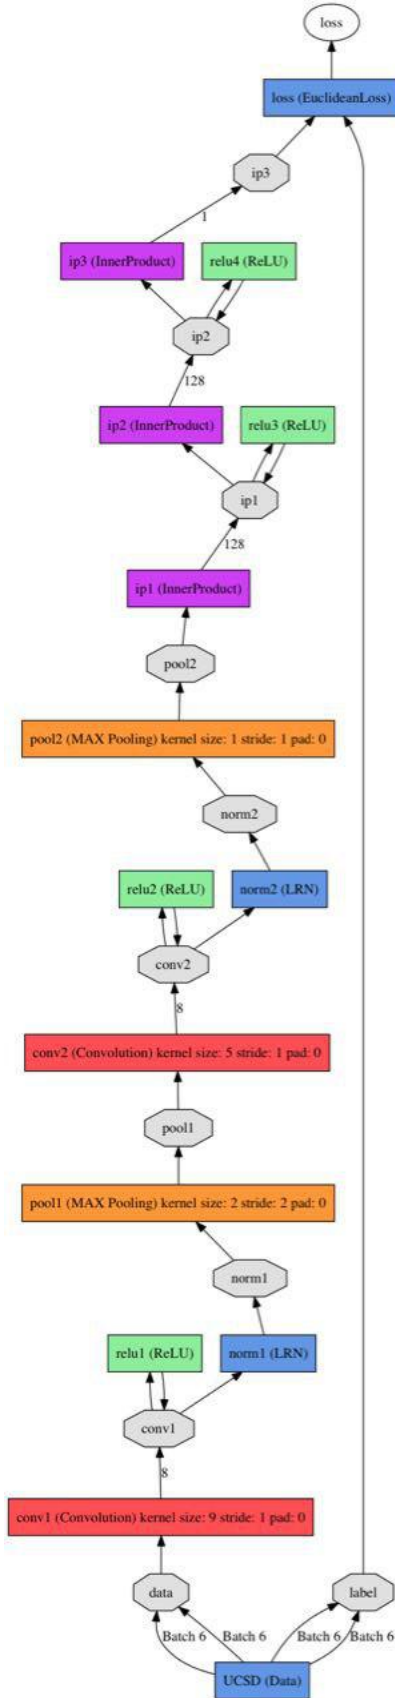 loss
loss (EuclideanLoss)
ip3
1
ip3 (InnerProduct)
relu4 (ReLU)
ip2
128
ip2 (InnerProduct)
relu3 (ReLU)
ip1
128
ip1 (InnerProduct)
pool2
pool2 (MAX Pooling) kernel size: 1 stride: 1 pad: 0
norm2
relu2 (ReLU)
norm2 (LRN)
conv2
8
conv2 (Convolution) kernel size: 5 stride: 1 pad: 0
pool1
pool1 (MAX Pooling) kernel size: 2 stride: 2 pad: 0
norm1
relu1 (ReLU)
norm1 (LRN)
conv1
8
conv1 (Convolution) kernel size: 9 stride: 1 pad: 0
data
label
Batch 6
Batch 6
Batch 6
Batch 6
UCSD (Data)